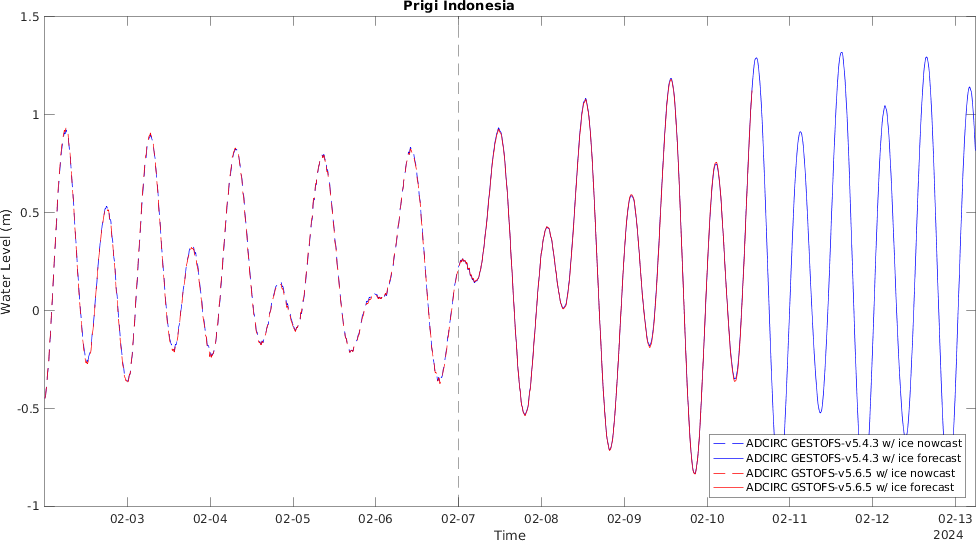 Prigi Indonesia
1.5
1
0.5
0
-0.5
-1
Water Level (m)
ADCIRC GESTOFS-v5.4.3 w/ ice nowcast
ADCIRC GESTOFS-v5.4.3 w/ ice forecast
ADCIRC GSTOFS-v5.6.5 w/ ice nowcast
ADCIRC GSTOFS-v5.6.5 w/ ice forecast
02-03 02-04 02-05 02-06 02-07 02-08 02-09 02-10 02-11 02-12 02-13
Time
2024